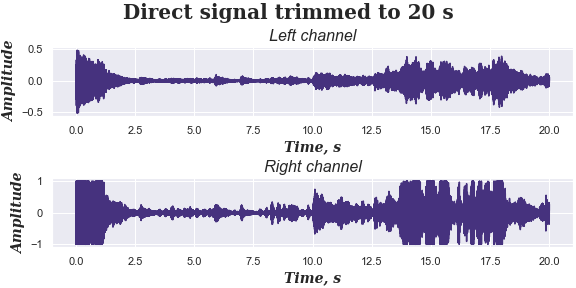 Direct signal trimmed to 20 s
Left channel
Amplitude
0.5
0.0
−0.5
0.0 2.5 5.0 7.5 10.0 12.5 15.0 17.5 20.0
Time, s
Right channel
Amplitude
1
0
−1
0.0 2.5 5.0 7.5 10.0 12.5 15.0 17.5 20.0
Time, s